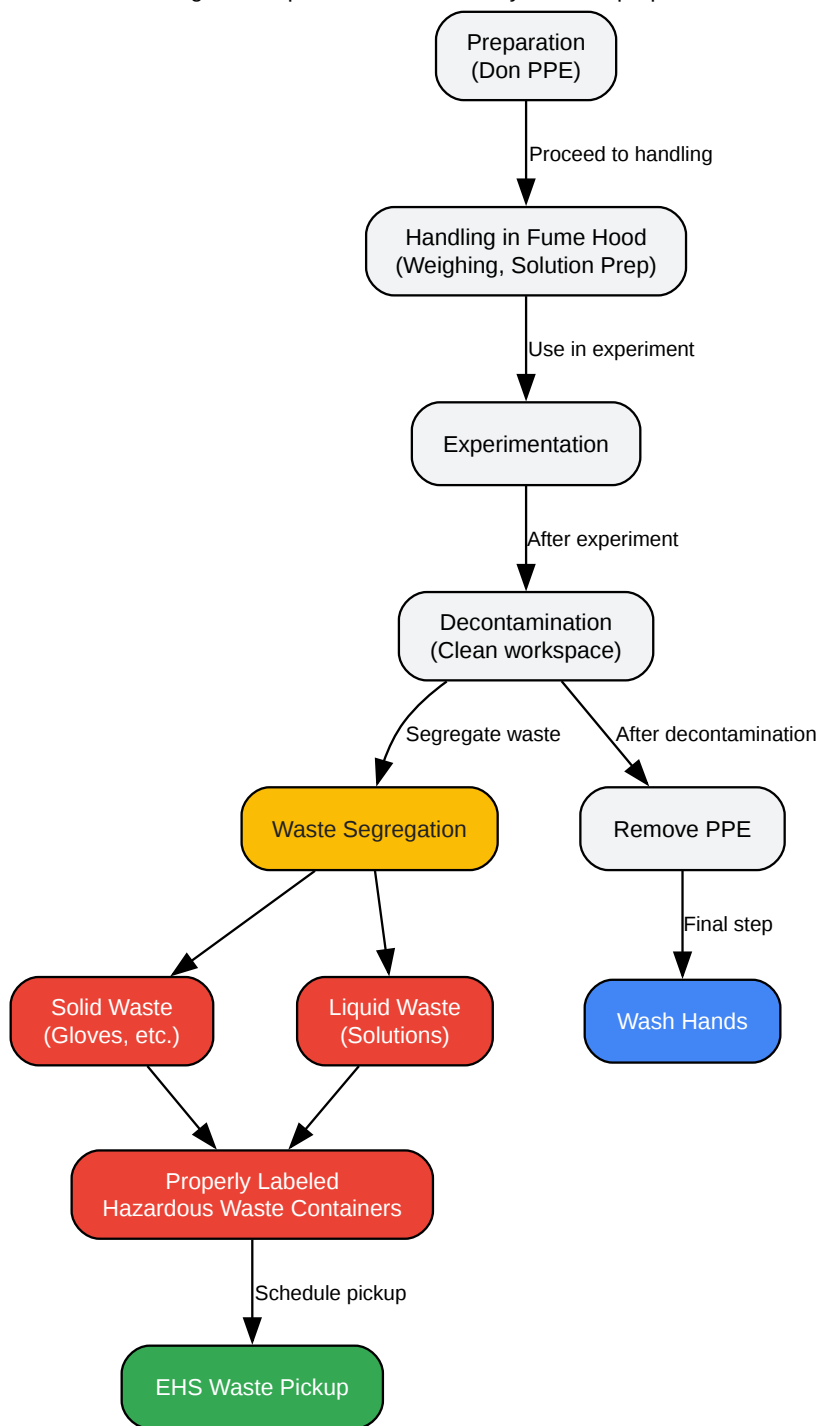 Preparation
(Don PPE)
Proceed to handling
Handling in Fume Hood
(Weighing, Solution Prep)
Use in experiment
Experimentation
After experiment
Decontamination
(Clean workspace)
Segregate waste
After decontamination
Waste Segregation
Remove PPE
Final step
Solid Waste
(Gloves, etc.)
Liquid Waste
(Solutions)
Wash Hands
Properly Labeled
Hazardous Waste Containers
Schedule pickup
EHS Waste Pickup